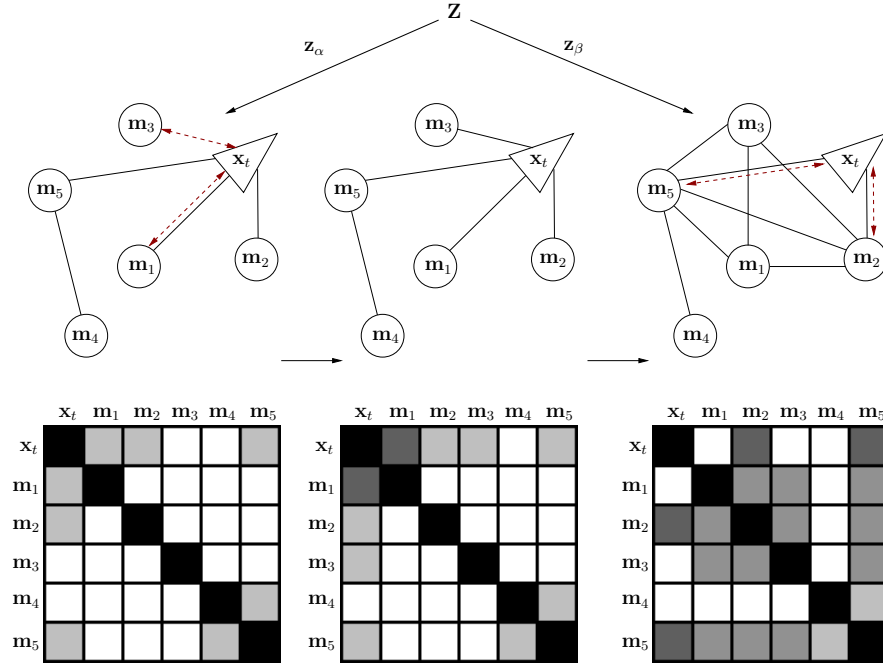 Z
z_α z_β
m_3 m_3 m_3
x_t x_t x_t
m_5 m_5 m_5
m_1 m_2 m_1 m_2 m_1 m_2
m_4 m_4 m_4
x_t m_1 m_2 m_3 m_4 m_5 x_t m_1 m_2 m_3 m_4 m_5 x_t m_1 m_2 m_3 m_4 m_5
x_t x_t x_t
m_1 m_1 m_1
m_2 m_2 m_2
m_3 m_3 m_3
m_4 m_4 m_4
m_5 m_5 m_5